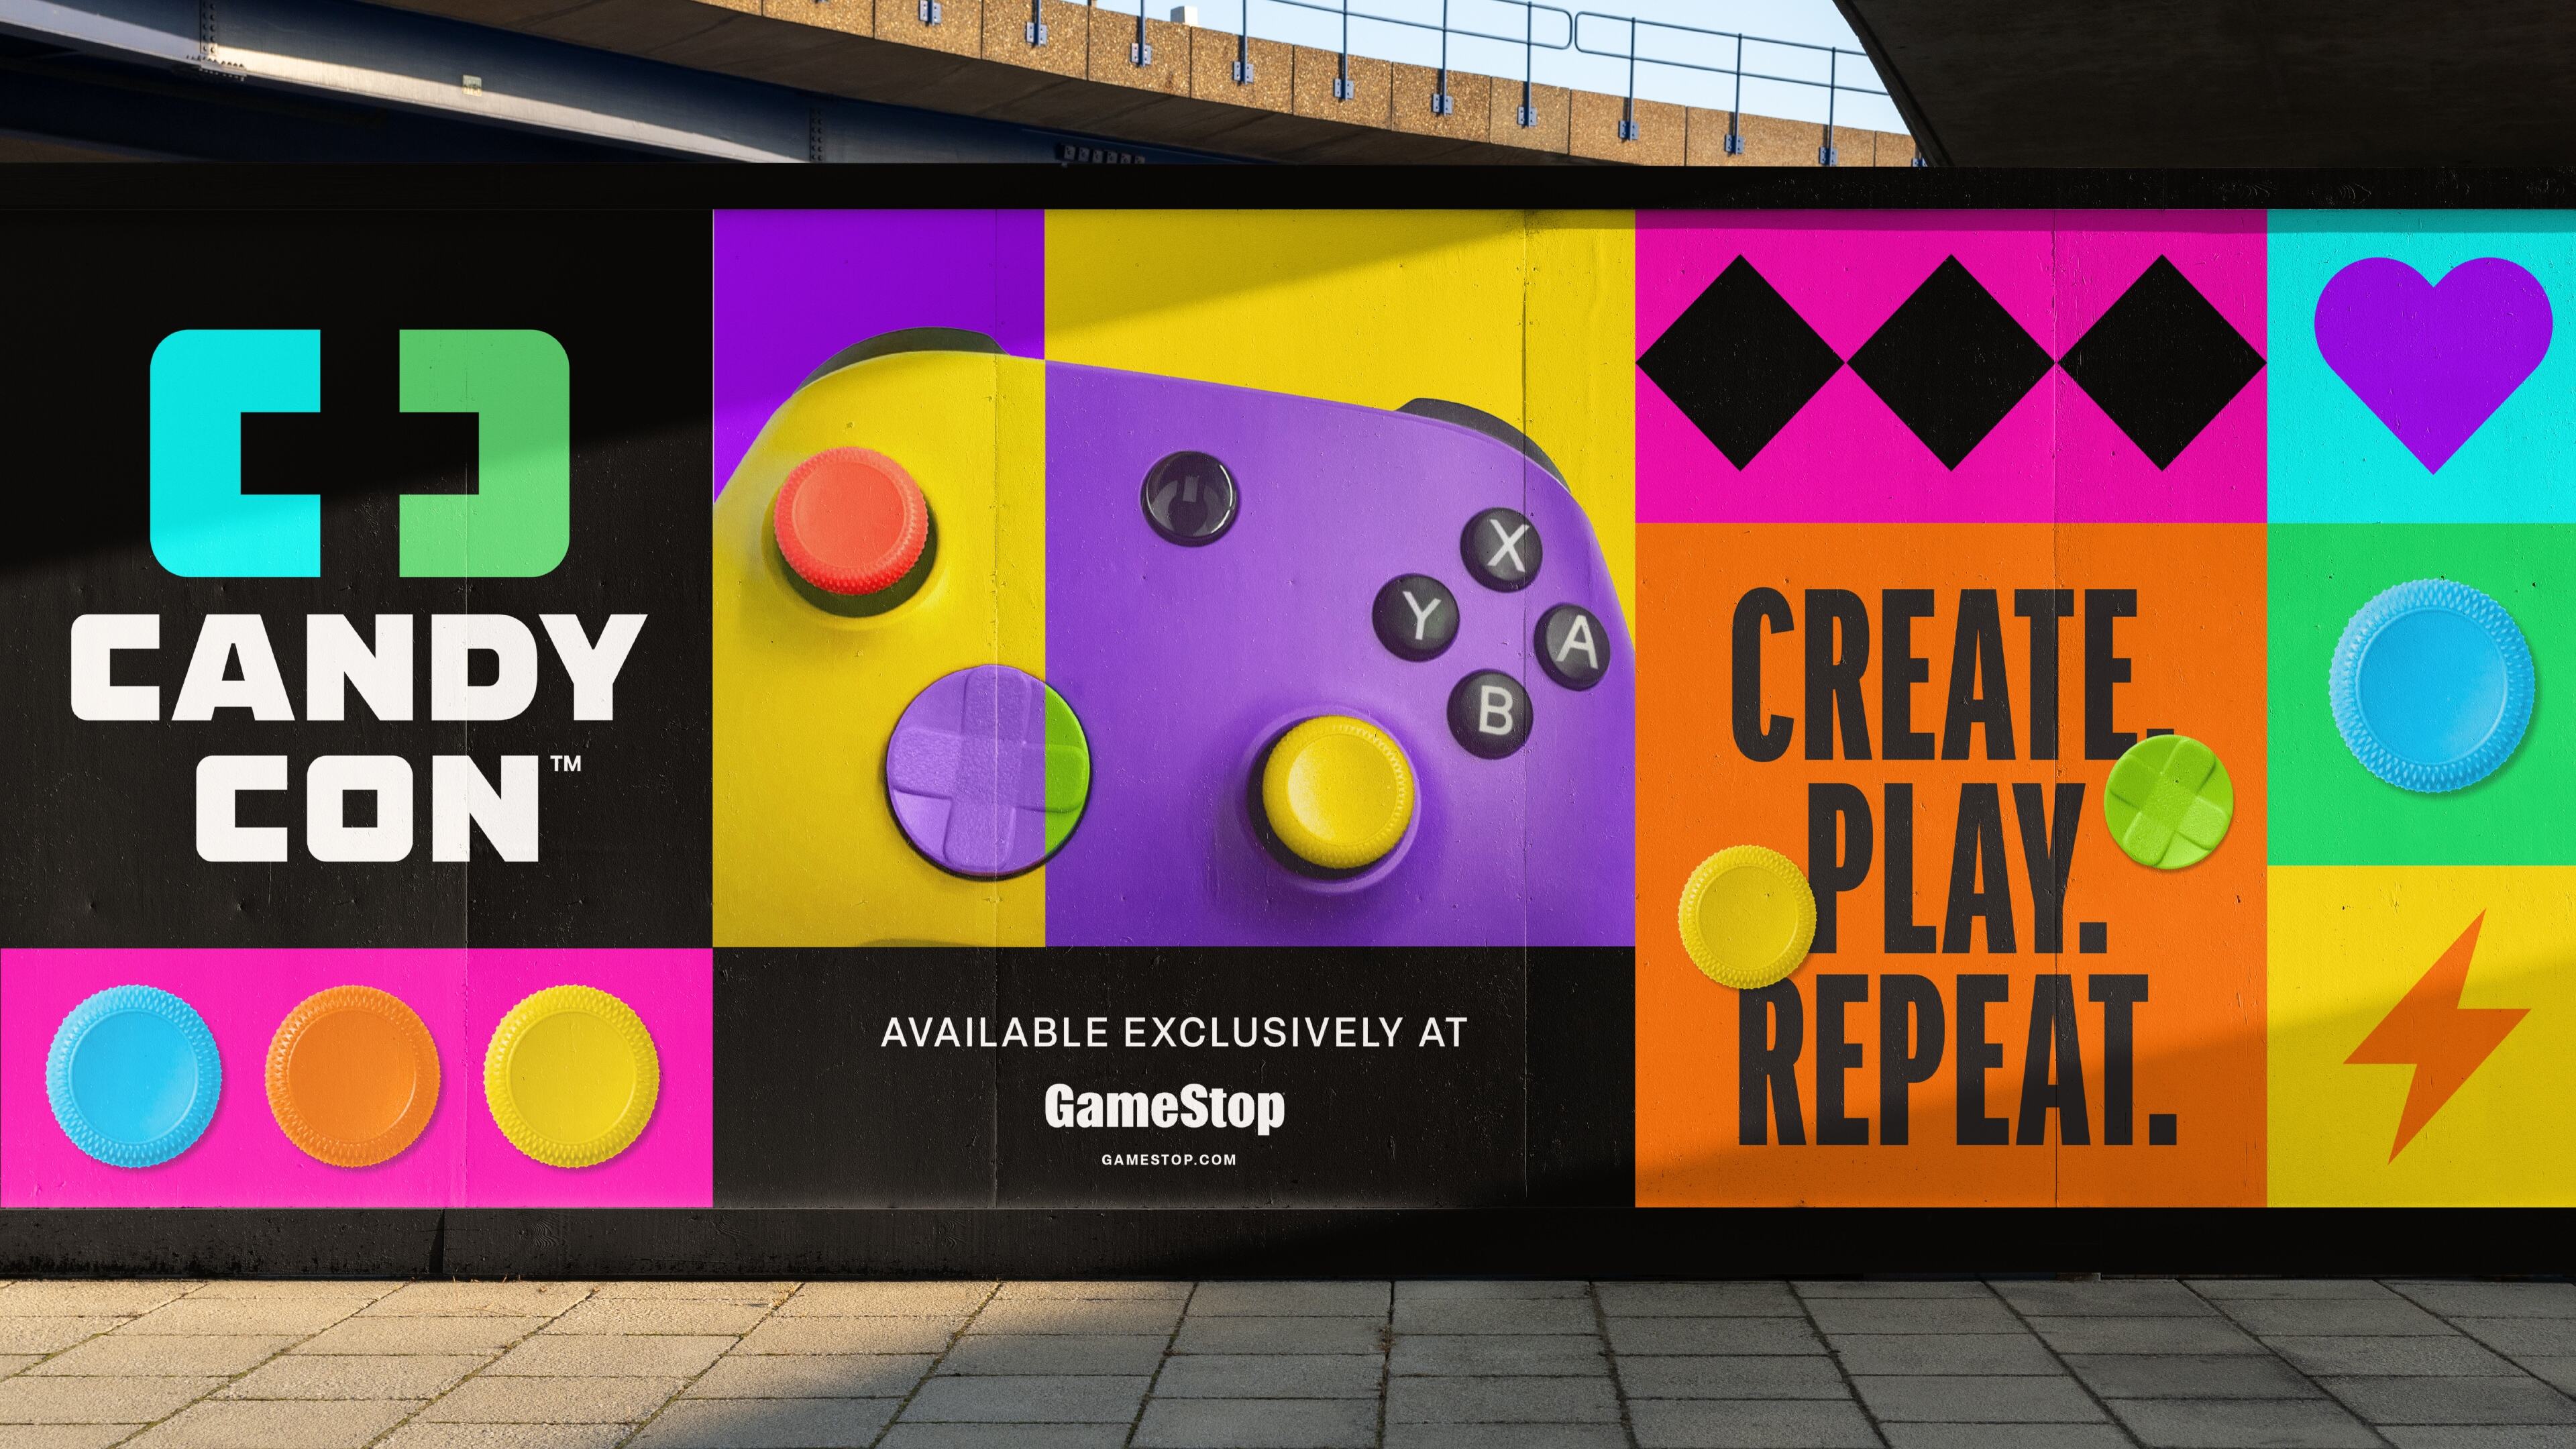 CANDY
CON™
X
Y
A
B
AVAILABLE EXCLUSIVELY AT
GameStop
GAMESTOP.COM
CREATE.
PLAY.
REPEAT.